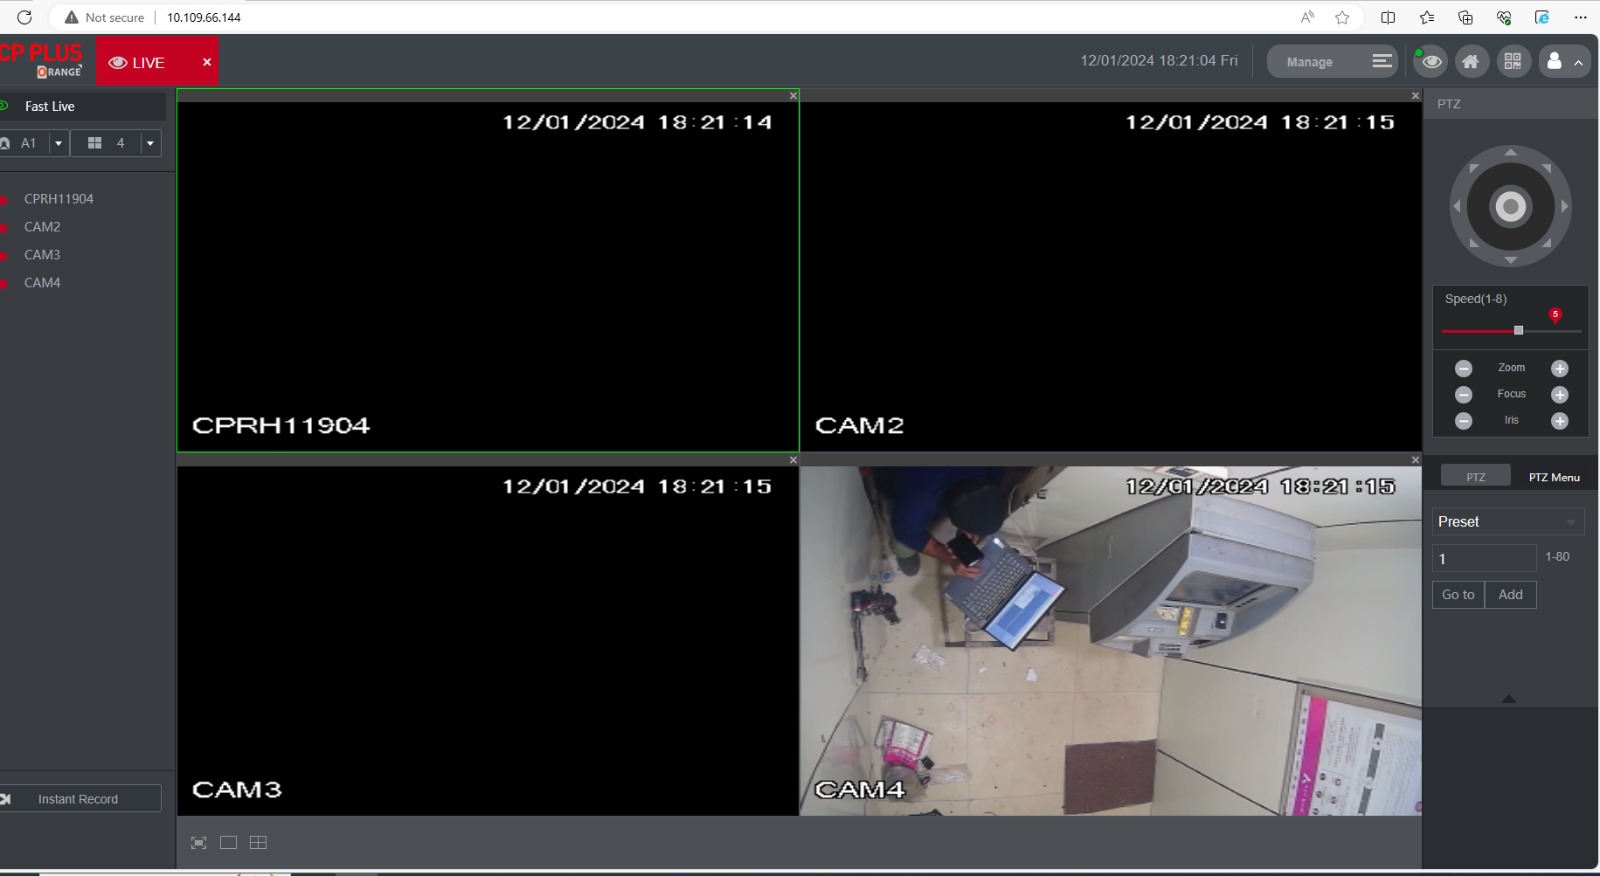 Not secure
10.109.66.144
CP PLUS
ORANGE
LIVE
12/01/2024 18:21:04 Fri
Manage
Fast Live
A1
4
CPRH11904
CAM2
CAM3
CAM4
Instant Record
12/01/2024 18:21:14
CPRH11904
12/01/2024 18:21:15
CAM2
12/01/2024 18:21:15
CAM3
12/01/2024 18:21:15
CAM4
PTZ
Speed(1-8)
5
Zoom
Focus
Iris
PTZ
PTZ Menu
Preset
1
1-80
Go to
Add